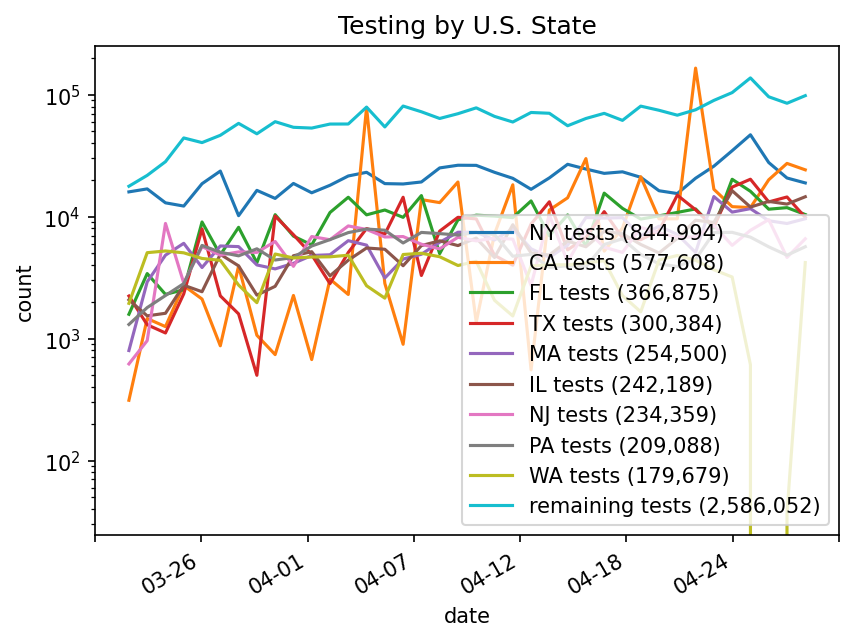 Testing by U.S. State
count
10^5
10^4
10^3
10^2
NY tests (844,994)
CA tests (577,608)
FL tests (366,875)
TX tests (300,384)
MA tests (254,500)
IL tests (242,189)
NJ tests (234,359)
PA tests (209,088)
WA tests (179,679)
remaining tests (2,586,052)
03-26
04-01
04-07
04-12
04-18
04-24
date